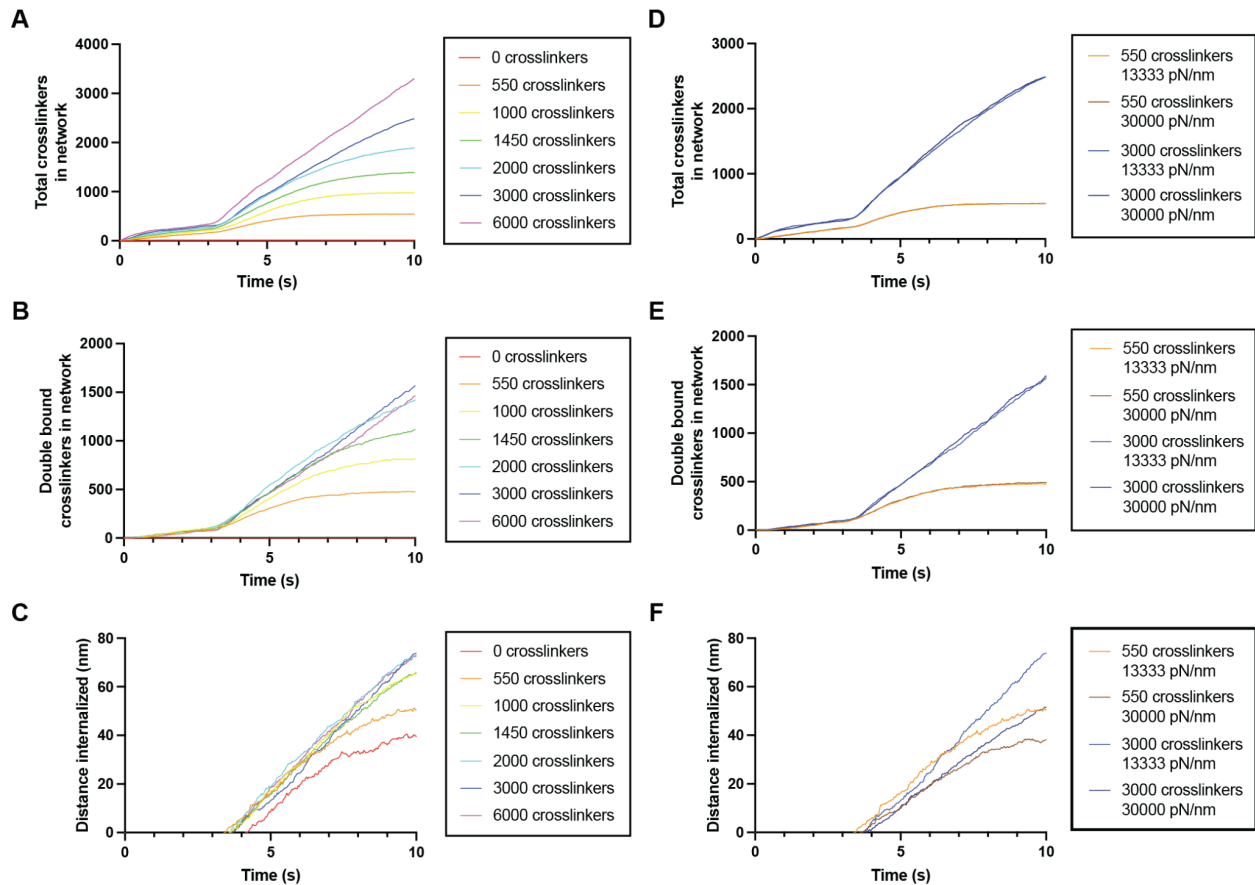 A
Total crosslinkers
in network
4000
3000
2000
1000
0
0
5
10
Time (s)
0 crosslinkers
550 crosslinkers
1000 crosslinkers
1450 crosslinkers
2000 crosslinkers
3000 crosslinkers
6000 crosslinkers
D
Total crosslinkers
in network
3000
2000
1000
0
0
5
10
Time (s)
550 crosslinkers
13333 pN/nm
550 crosslinkers
30000 pN/nm
3000 crosslinkers
13333 pN/nm
3000 crosslinkers
30000 pN/nm
B
Double bound
crosslinkers in network
2000
1500
1000
500
0
0
5
10
Time (s)
0 crosslinkers
550 crosslinkers
1000 crosslinkers
1450 crosslinkers
2000 crosslinkers
3000 crosslinkers
6000 crosslinkers
E
Double bound
crosslinkers in network
2000
1500
1000
500
0
0
5
10
Time (s)
550 crosslinkers
13333 pN/nm
550 crosslinkers
30000 pN/nm
3000 crosslinkers
13333 pN/nm
3000 crosslinkers
30000 pN/nm
C
Distance internalized (nm)
80
60
40
20
0
0
5
10
Time (s)
0 crosslinkers
550 crosslinkers
1000 crosslinkers
1450 crosslinkers
2000 crosslinkers
3000 crosslinkers
6000 crosslinkers
F
Distance internalized (nm)
80
60
40
20
0
0
5
10
Time (s)
550 crosslinkers
13333 pN/nm
550 crosslinkers
30000 pN/nm
3000 crosslinkers
13333 pN/nm
3000 crosslinkers
30000 pN/nm